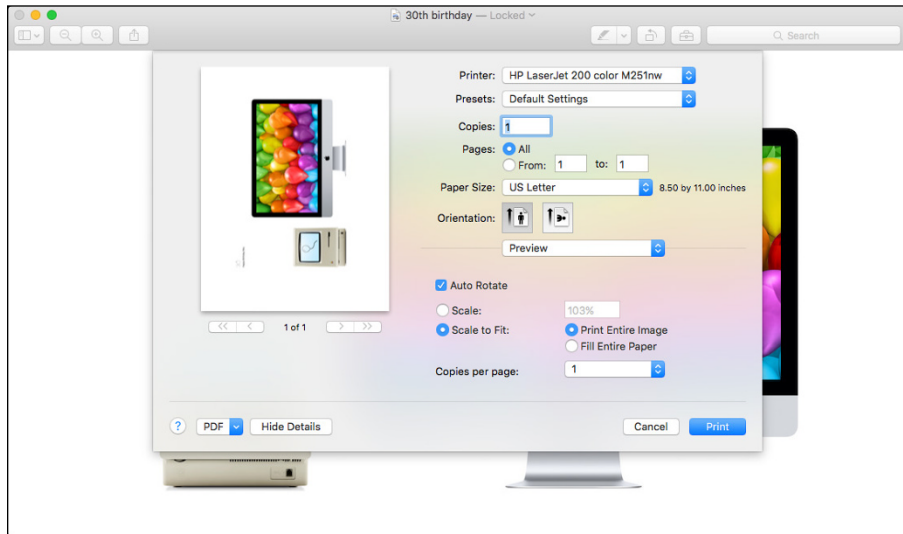 30th birthday — Locked
Search
Printer: HP LaserJet 200 color M251nw
Presets: Default Settings
Copies: 1
Pages: All
From: 1 to: 1
Paper Size: US Letter 8.50 by 11.00 inches
Orientation:
Preview
Auto Rotate
Scale: 103%
Scale to Fit: Print Entire Image
Fill Entire Paper
Copies per page: 1
1 of 1
? PDF Hide Details Cancel Print